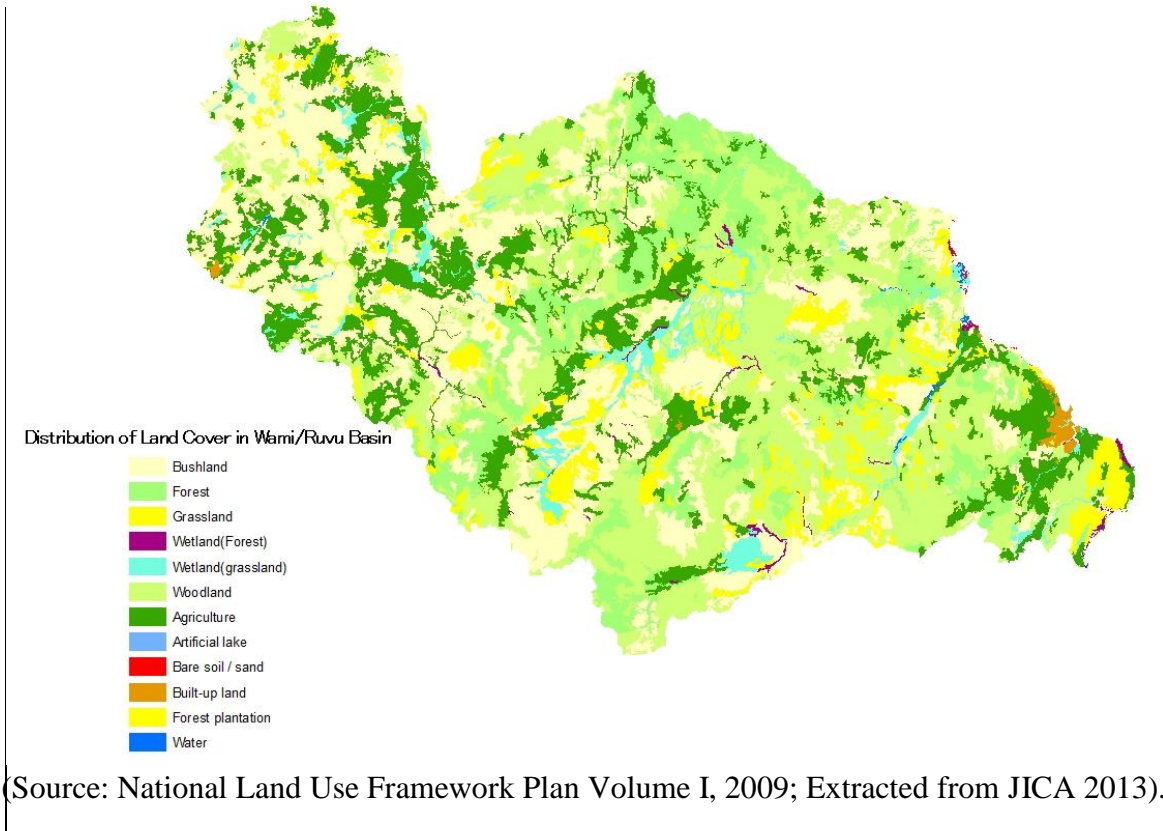 Distribution of Land Cover in Wami/Ruvu Basin
Bushland
Forest
Grassland
Wetland(Forest)
Wetland(grassland)
Woodland
Agriculture
Artificial lake
Bare soil / sand
Built-up land
Forest plantation
Water
(Source: National Land Use Framework Plan Volume I, 2009; Extracted from JICA 2013).